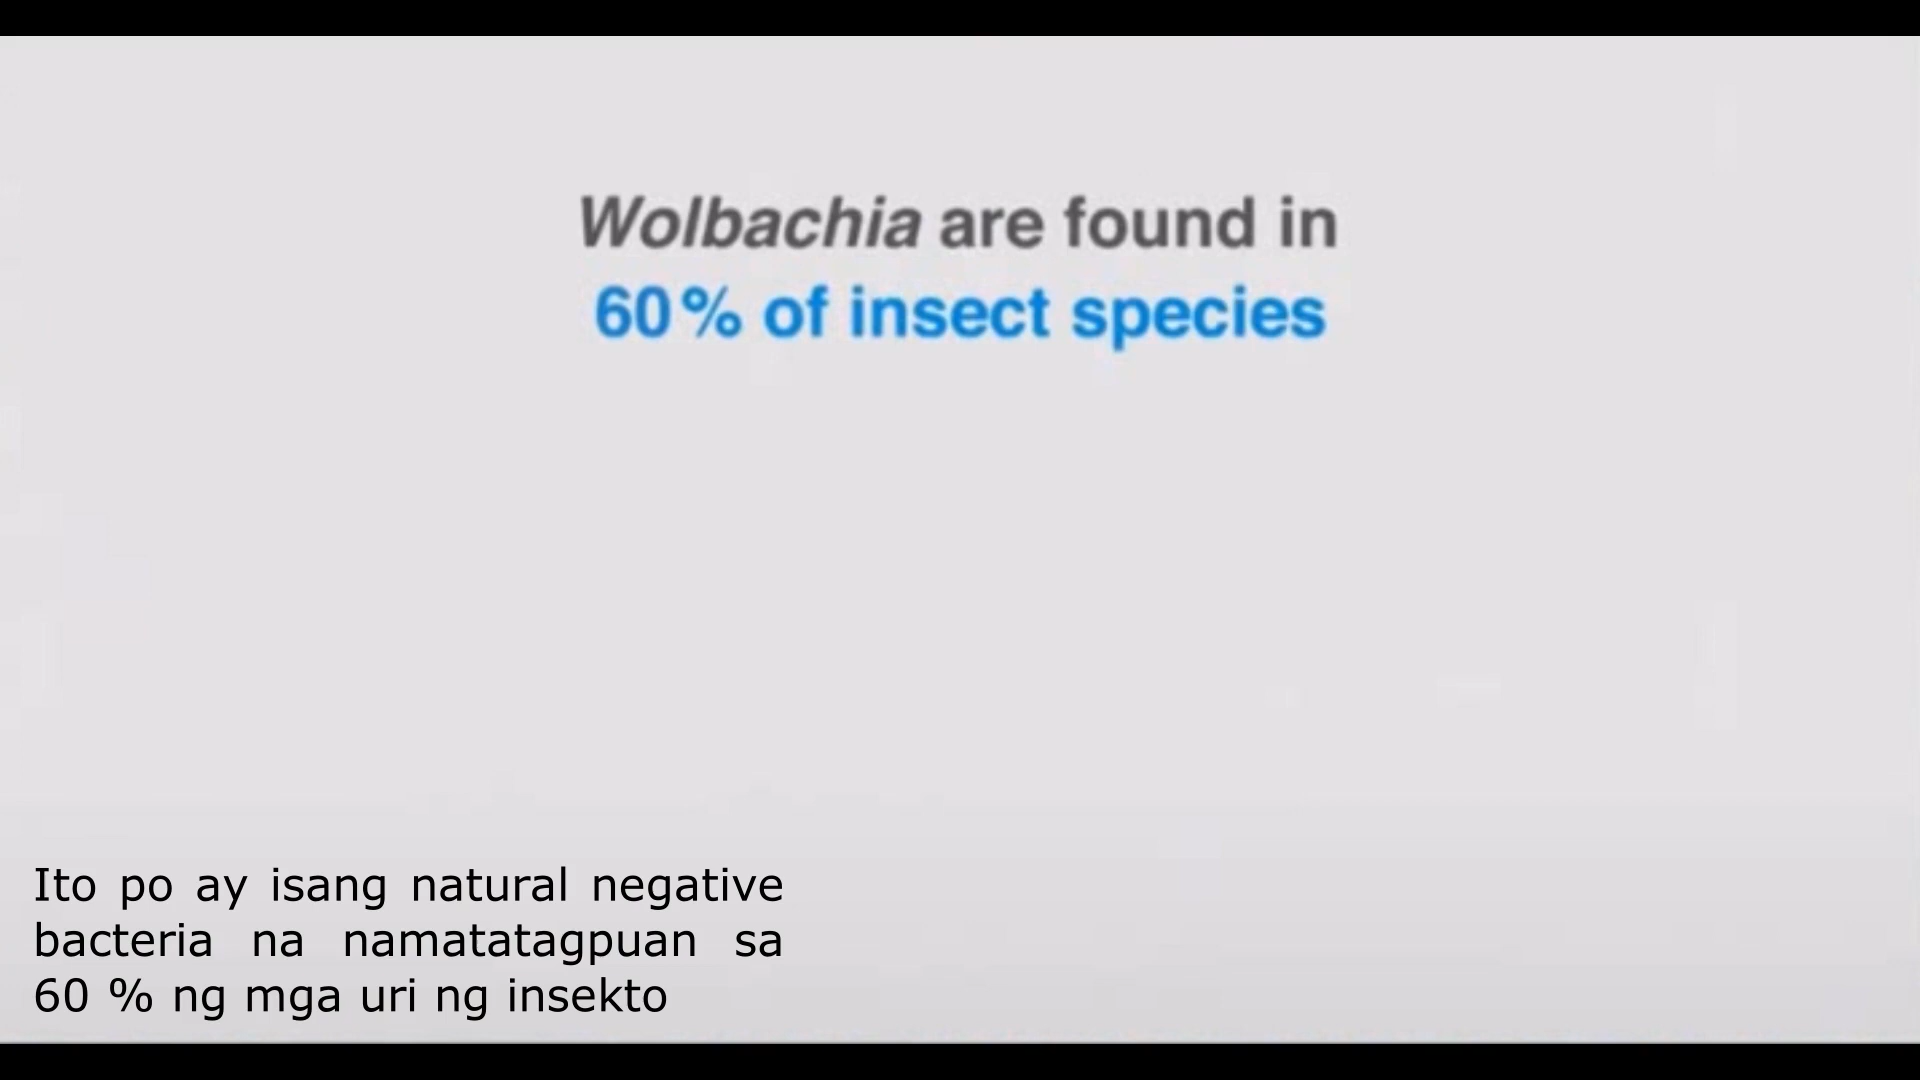 Wolbachia are found in
60% of insect species
Ito po ay isang natural negative
bacteria na namatatagpuan sa
60 % ng mga uri ng insekto